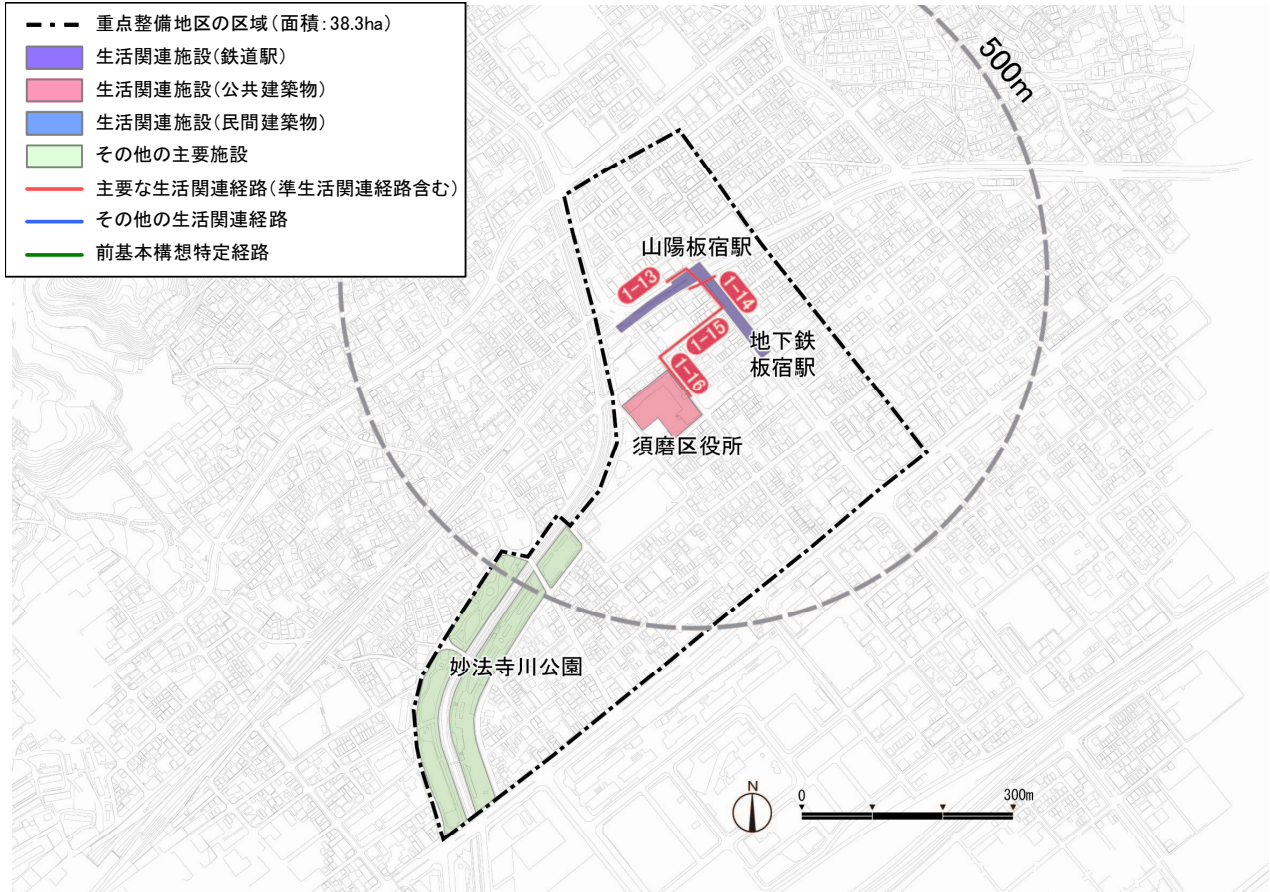 重点整備地区の区域(面積:38.3ha)
生活関連施設(鉄道駅)
生活関連施設(公共建築物)
生活関連施設(民間建築物)
その他の主要施設
主要な生活関連経路(準生活関連経路含む)
その他の生活関連経路
前基本構想特定経路
500m
山陽板宿駅
1-13
1-14
1-15
地下鉄
板宿駅
1-16
須磨区役所
妙法寺川公園
N
0
300m